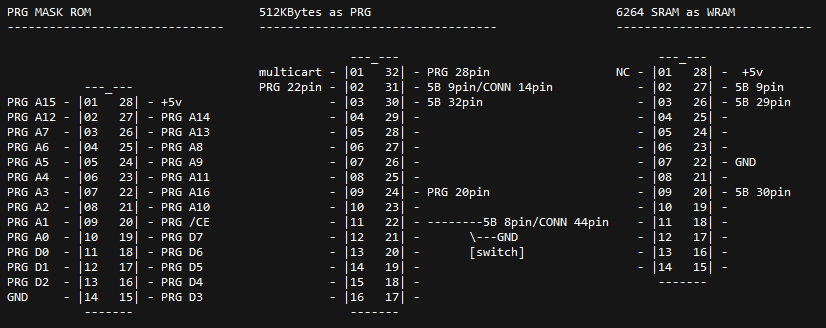 PRG MASK ROM                        512KBytes as PRG                                   6264 SRAM as WRAM
-------------------------------     ----------------------------------                 ----------------------------

                                                 ---_---                                     ---_---
                                    multicart - |01   32| - PRG 28pin                  NC - |01   28| -  +5v
           ---_---                  PRG 22pin - |02   31| - 5B 9pin/CONN 14pin            - |02   27| - 5B 9pin
PRG A15 - |01   28| - +5v                     - |03   30| - 5B 32pin                      - |03   26| - 5B 29pin
PRG A12 - |02   27| - PRG A14                 - |04   29| -                               - |04   25| -
PRG A7  - |03   26| - PRG A13                 - |05   28| -                               - |05   24| -
PRG A6  - |04   25| - PRG A8                  - |06   27| -                               - |06   23| -
PRG A5  - |05   24| - PRG A9                  - |07   26| -                               - |07   22| - GND
PRG A4  - |06   23| - PRG A11                 - |08   25| -                               - |08   21| -
PRG A3  - |07   22| - PRG A16                 - |09   24| - PRG 20pin                     - |09   20| - 5B 30pin
PRG A2  - |08   21| - PRG A10                 - |10   23| -                               - |10   19| -
PRG A1  - |09   20| - PRG /CE                 - |11   22| - --------5B 8pin/CONN 44pin    - |11   18| -
PRG A0  - |10   19| - PRG D7                  - |12   21| -       \---GND                 - |12   17| -
PRG D0  - |11   18| - PRG D6                  - |13   20| -       [switch]                - |13   16| -
PRG D1  - |12   17| - PRG D5                  - |14   19| -                               - |14   15| -
PRG D2  - |13   16| - PRG D4                  - |15   18| -                                  -------
GND     - |14   15| - PRG D3                  - |16   17| -
           -------                               -------